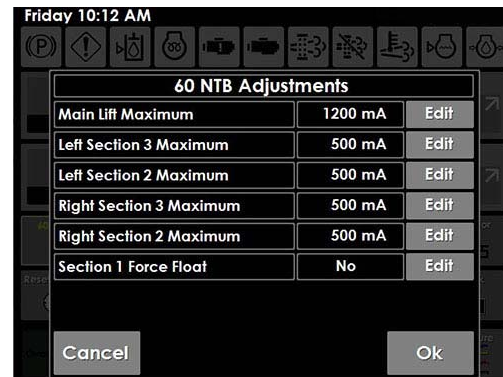 Friday 10:12 AM
60 NTB Adjustments
Main Lift Maximum 1200 mA Edit
Left Section 3 Maximum 500 mA Edit
Left Section 2 Maximum 500 mA Edit
Right Section 3 Maximum 500 mA Edit
Right Section 2 Maximum 500 mA Edit
Section 1 Force Float No Edit
Cancel Ok